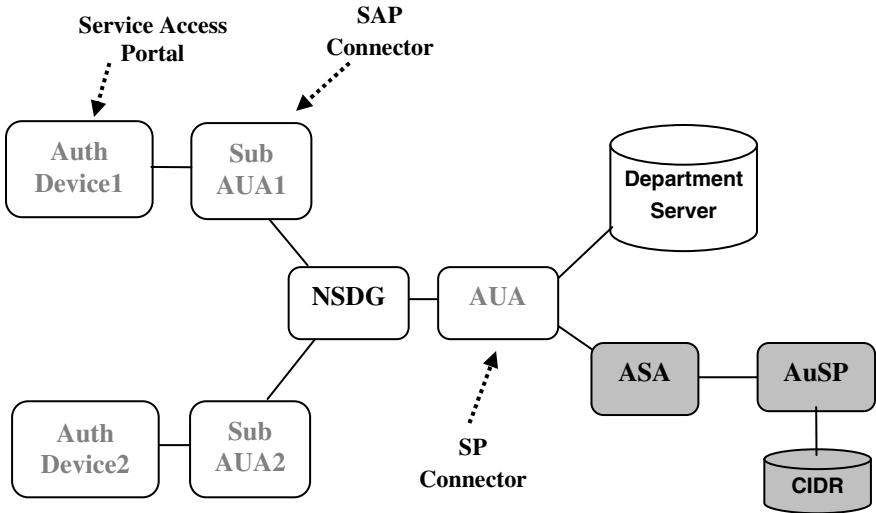 Service Access
Portal
SAP
Connector
Auth
Device1
Sub
AUA1
Department
Server
NSDG
AUA
ASA
AuSP
Auth
Device2
Sub
AUA2
SP
Connector
CIDR